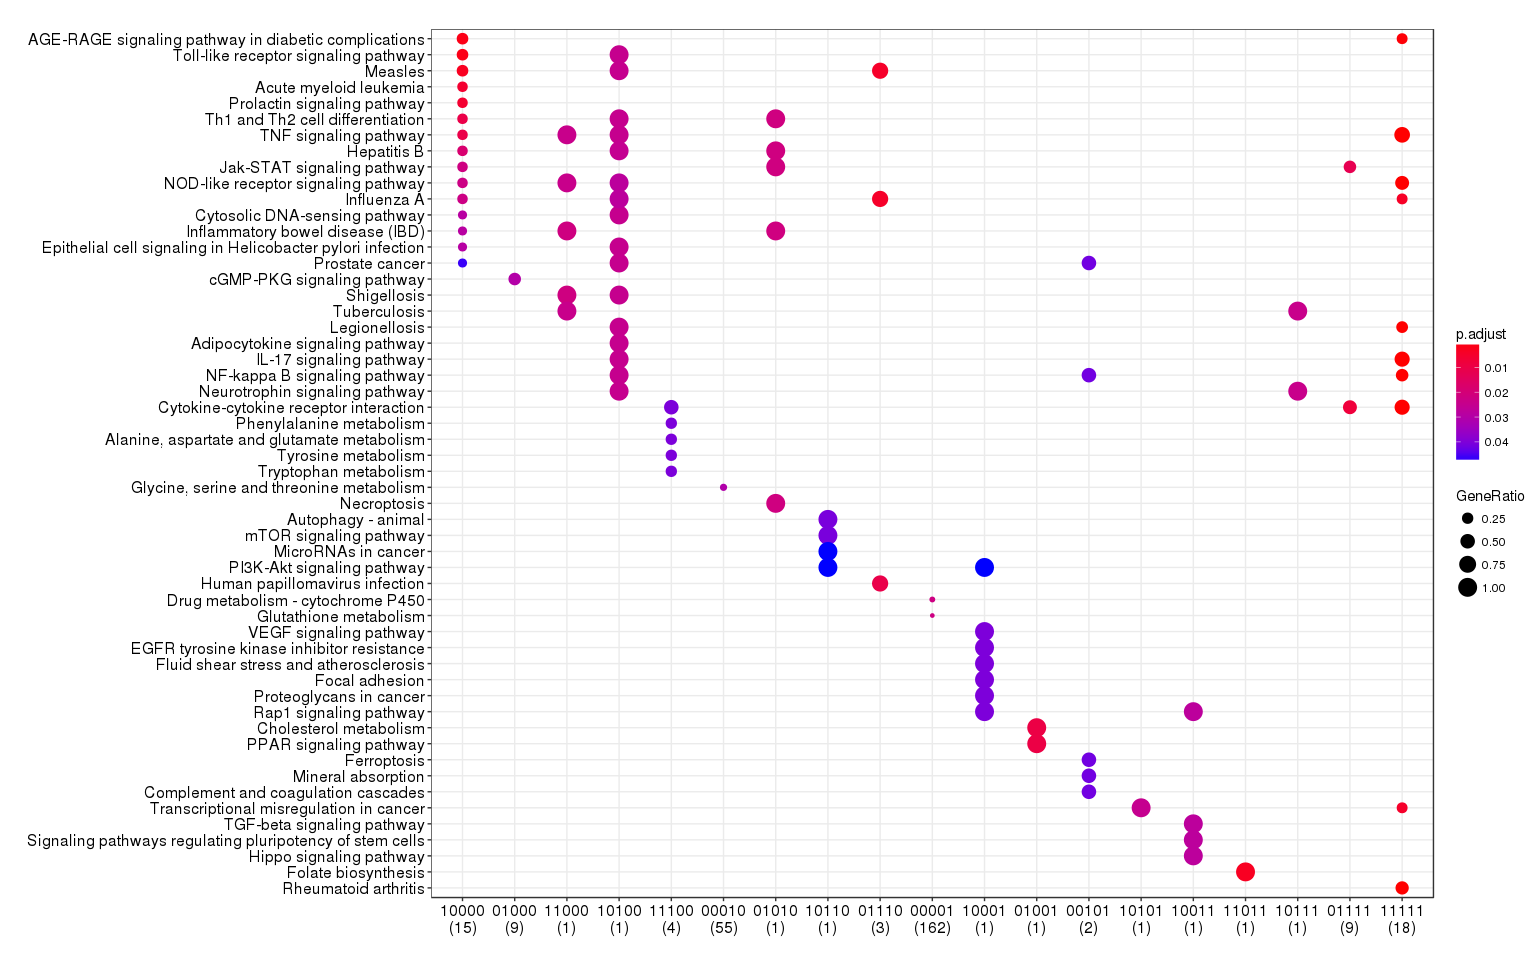 AGE-RAGE signaling pathway in diabetic complications
Toll-like receptor signaling pathway
Measles
Acute myeloid leukemia
Prolactin signaling pathway
Th1 and Th2 cell differentiation
TNF signaling pathway
Hepatitis B
Jak-STAT signaling pathway
NOD-like receptor signaling pathway
Influenza A
Cytosolic DNA-sensing pathway
Inflammatory bowel disease (IBD)
Epithelial cell signaling in Helicobacter pylori infection
Prostate cancer
cGMP-PKG signaling pathway
Shigellosis
Tuberculosis
Legionellosis
Adipocytokine signaling pathway
IL-17 signaling pathway
NF-kappa B signaling pathway
Neurotrophin signaling pathway
Cytokine-cytokine receptor interaction
Phenylalanine metabolism
Alanine, aspartate and glutamate metabolism
Tyrosine metabolism
Tryptophan metabolism
Glycine, serine and threonine metabolism
Necroptosis
Autophagy - animal
mTOR signaling pathway
MicroRNAs in cancer
PI3K-Akt signaling pathway
Human papillomavirus infection
Drug metabolism - cytochrome P450
Glutathione metabolism
VEGF signaling pathway
EGFR tyrosine kinase inhibitor resistance
Fluid shear stress and atherosclerosis
Focal adhesion
Proteoglycans in cancer
Rap1 signaling pathway
Cholesterol metabolism
PPAR signaling pathway
Ferroptosis
Mineral absorption
Complement and coagulation cascades
Transcriptional misregulation in cancer
TGF-beta signaling pathway
Signaling pathways regulating pluripotency of stem cells
Hippo signaling pathway
Folate biosynthesis
Rheumatoid arthritis
10000 01000 11000 10100 11100 00010 01010 10110 01110 00001 10001 01001 00101 10101 10011 11011 10111 01111 11111
(15) (9) (1) (1) (4) (55) (1) (1) (3) (162) (1) (1) (2) (1) (1) (1) (1) (9) (18)
p.adjust
0.01
0.02
0.03
0.04
GeneRatio
0.25
0.50
0.75
1.00